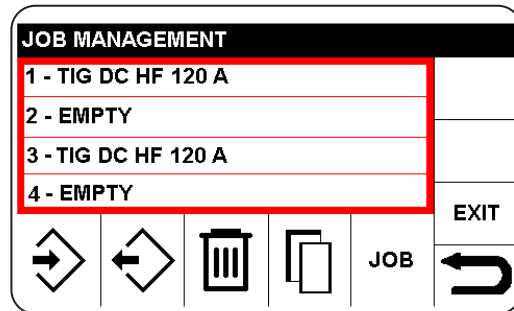 JOB MANAGEMENT
1 - TIG DC HF 120 A
2 - EMPTY
3 - TIG DC HF 120 A
4 - EMPTY
EXIT
JOB